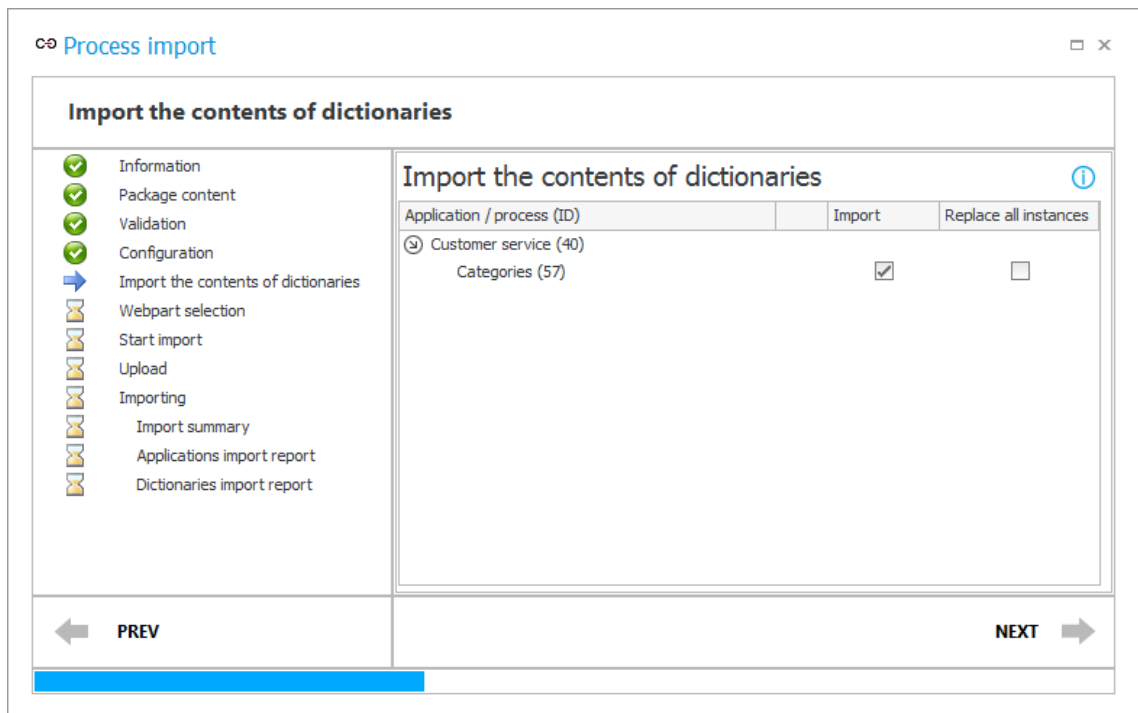 Process import
Import the contents of dictionaries
Information
Package content
Validation
Configuration
Import the contents of dictionaries
Webpart selection
Start import
Upload
Importing
Import summary
Applications import report
Dictionaries import report
Import the contents of dictionaries
Application / process (ID) Import Replace all instances
Customer service (40)
Categories (57)
PREV
NEXT